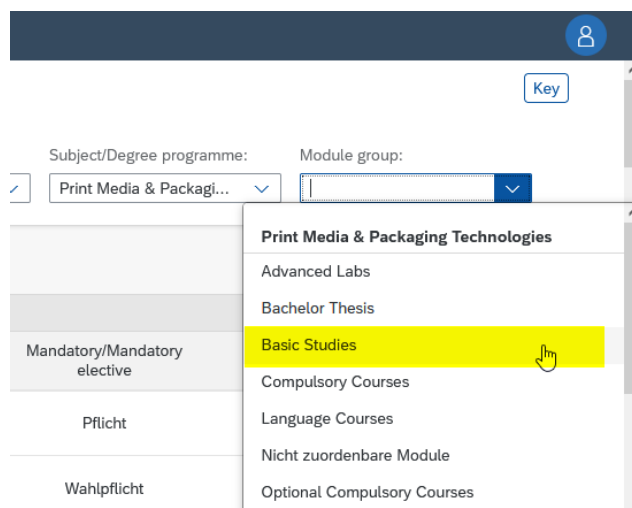 Key
Subject/Degree programme:
Module group:
Print Media & Packagi...
Print Media & Packaging Technologies
Advanced Labs
Bachelor Thesis
Basic Studies
Mandatory/Mandatory
elective
Compulsory Courses
Pflicht
Language Courses
Nicht zuordenbare Module
Wahlpflicht
Optional Compulsory Courses